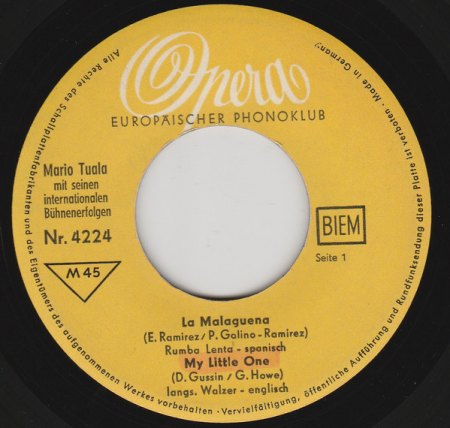 Opera
EUROPÄISCHER PHONOKLUB
Mario Tuala
mit seinen
internationalen
Bühnenerfolgen
Nr. 4224
M 45
BIEM
Seite 1
La Malaguena
(E. Ramirez/P. Galino-Ramirez)
Rumba Lenta - spanisch
My Little One
(D. Gussin/G. Howe)
langs. Walzer - englisch
Alle Rechte des Schallplattenfabrikanten und des Eigentümers des aufgenommenen Werkes vorbehalten · Vervielfältigung, öffentliche Aufführung und Rundfunksendung dieser Platte ist verboten. · Made in Germany